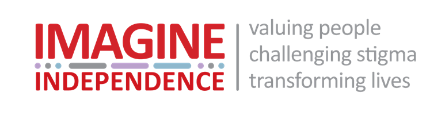 IMAGINE
INDEPENDENCE
valuing people
challenging stigma
transforming lives